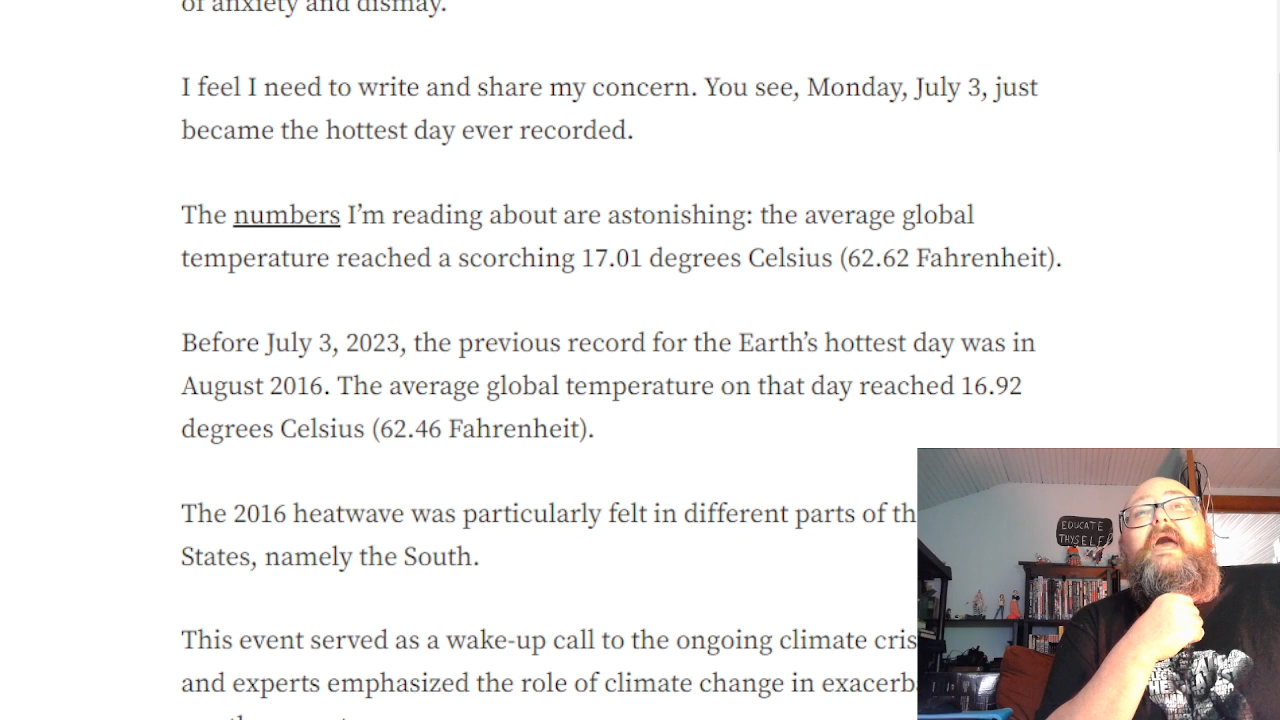 of anxiety and dismay.
I feel I need to write and share my concern. You see, Monday, July 3, just
became the hottest day ever recorded.
The numbers I’m reading about are astonishing: the average global
temperature reached a scorching 17.01 degrees Celsius (62.62 Fahrenheit).
Before July 3, 2023, the previous record for the Earth’s hottest day was in
August 2016. The average global temperature on that day reached 16.92
degrees Celsius (62.46 Fahrenheit).
The 2016 heatwave was particularly felt in different parts of th
States, namely the South.
This event served as a wake-up call to the ongoing climate cris
and experts emphasized the role of climate change in exacerb
EDUCATE
THYSELF